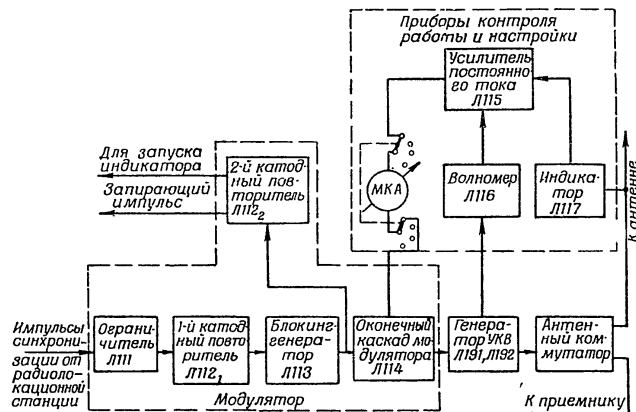 Приборы контроля
работы и настройки
Усилитель
постоянно-
го тока
Л115
Для запуска
индикатора
Запирающий
импульс
2-й катод-
ный пов-
торитель
Л112₂
МКА
Волномер
Л116
Индика-
тор
Л117
К антенне
Импульсы
синхрони-
зации от
радиоло-
кационной
станции
Ограни-
читель
Л111
1-й катод-
ный повто-
ритель
Л112₁
Блокинг-
генера-
тор
Л113
Оконечный
каскад мо-
дулятора
Л114
Генера-
тор УКВ
Л191, Л192
Антен-
ный ком-
мутатор
Модулятор
К приемнику